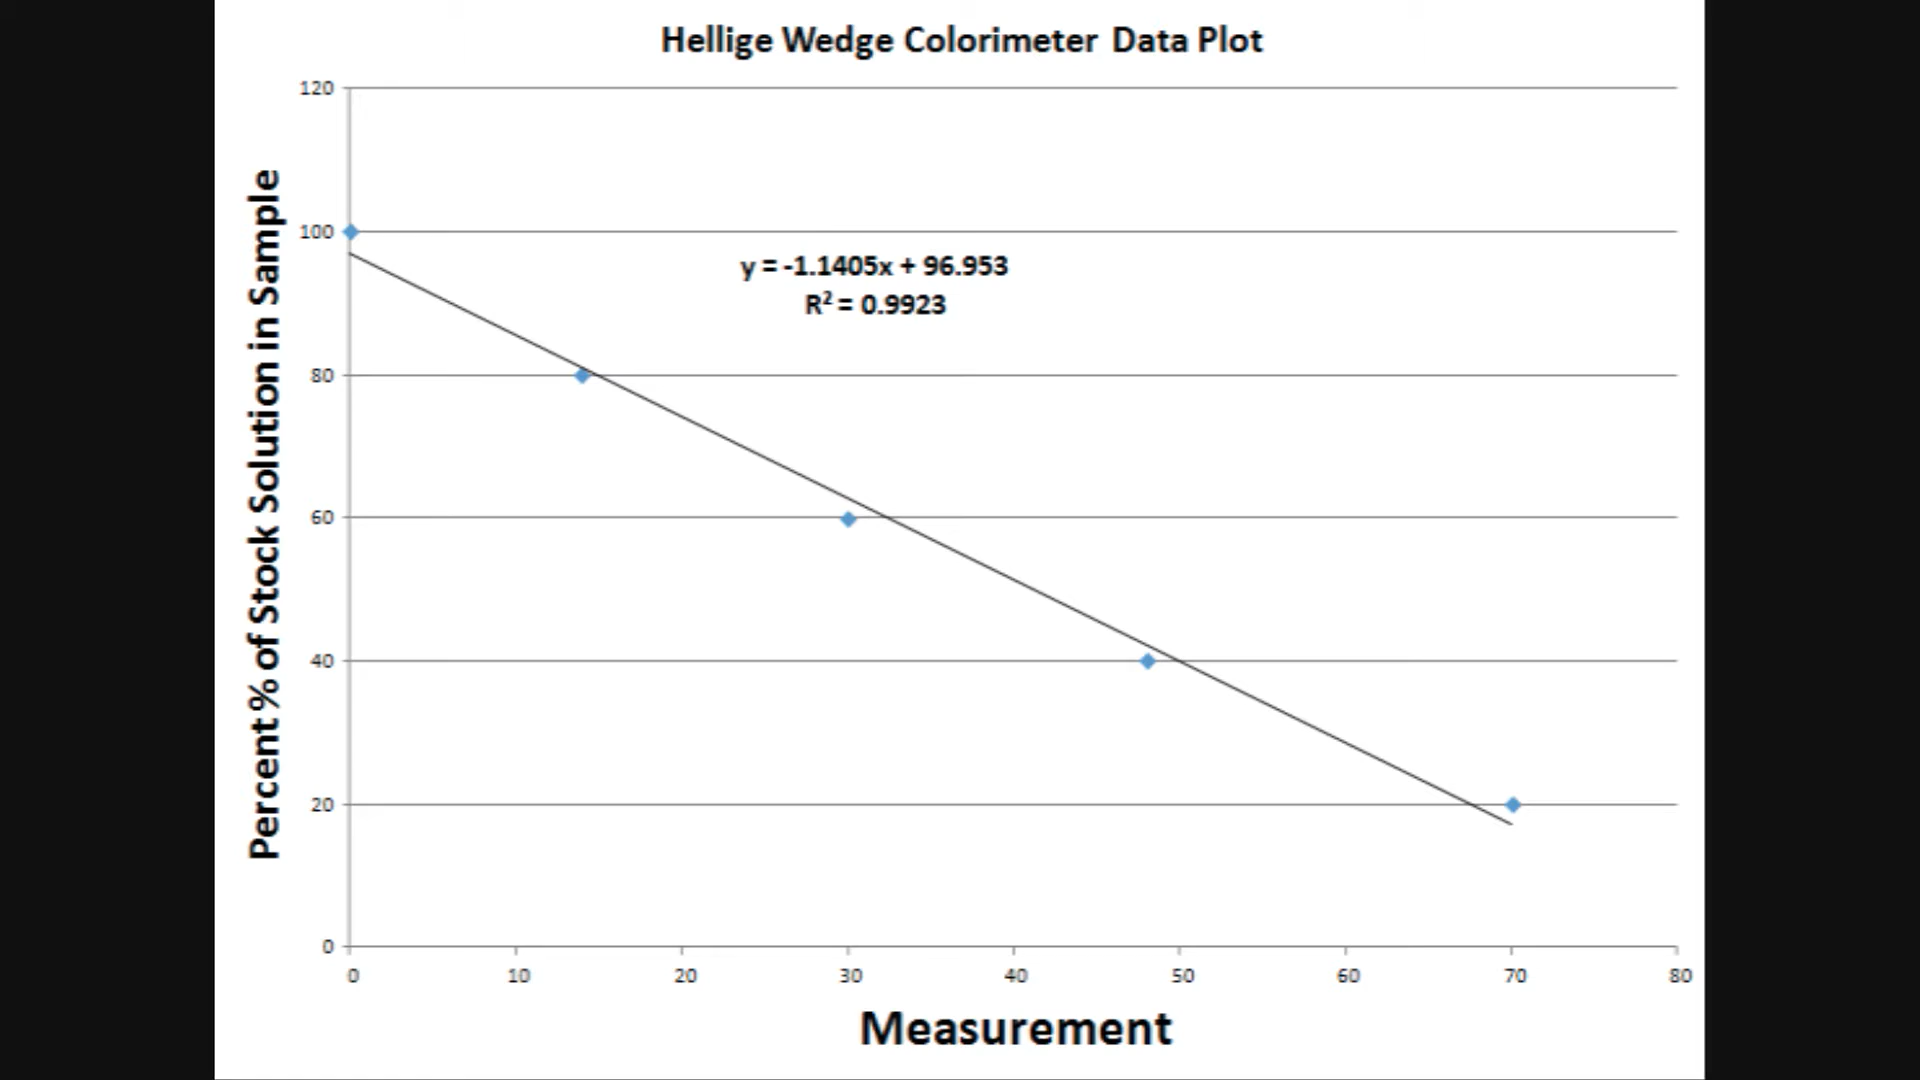 Hellige Wedge Colorimeter Data Plot
120
100
80
60
40
20
0
Percent% of Stock Solution in Sample
y = -1.1405x + 96.953
R² = 0.9923
0 10 20 30 40 50 60 70 80
Measurement